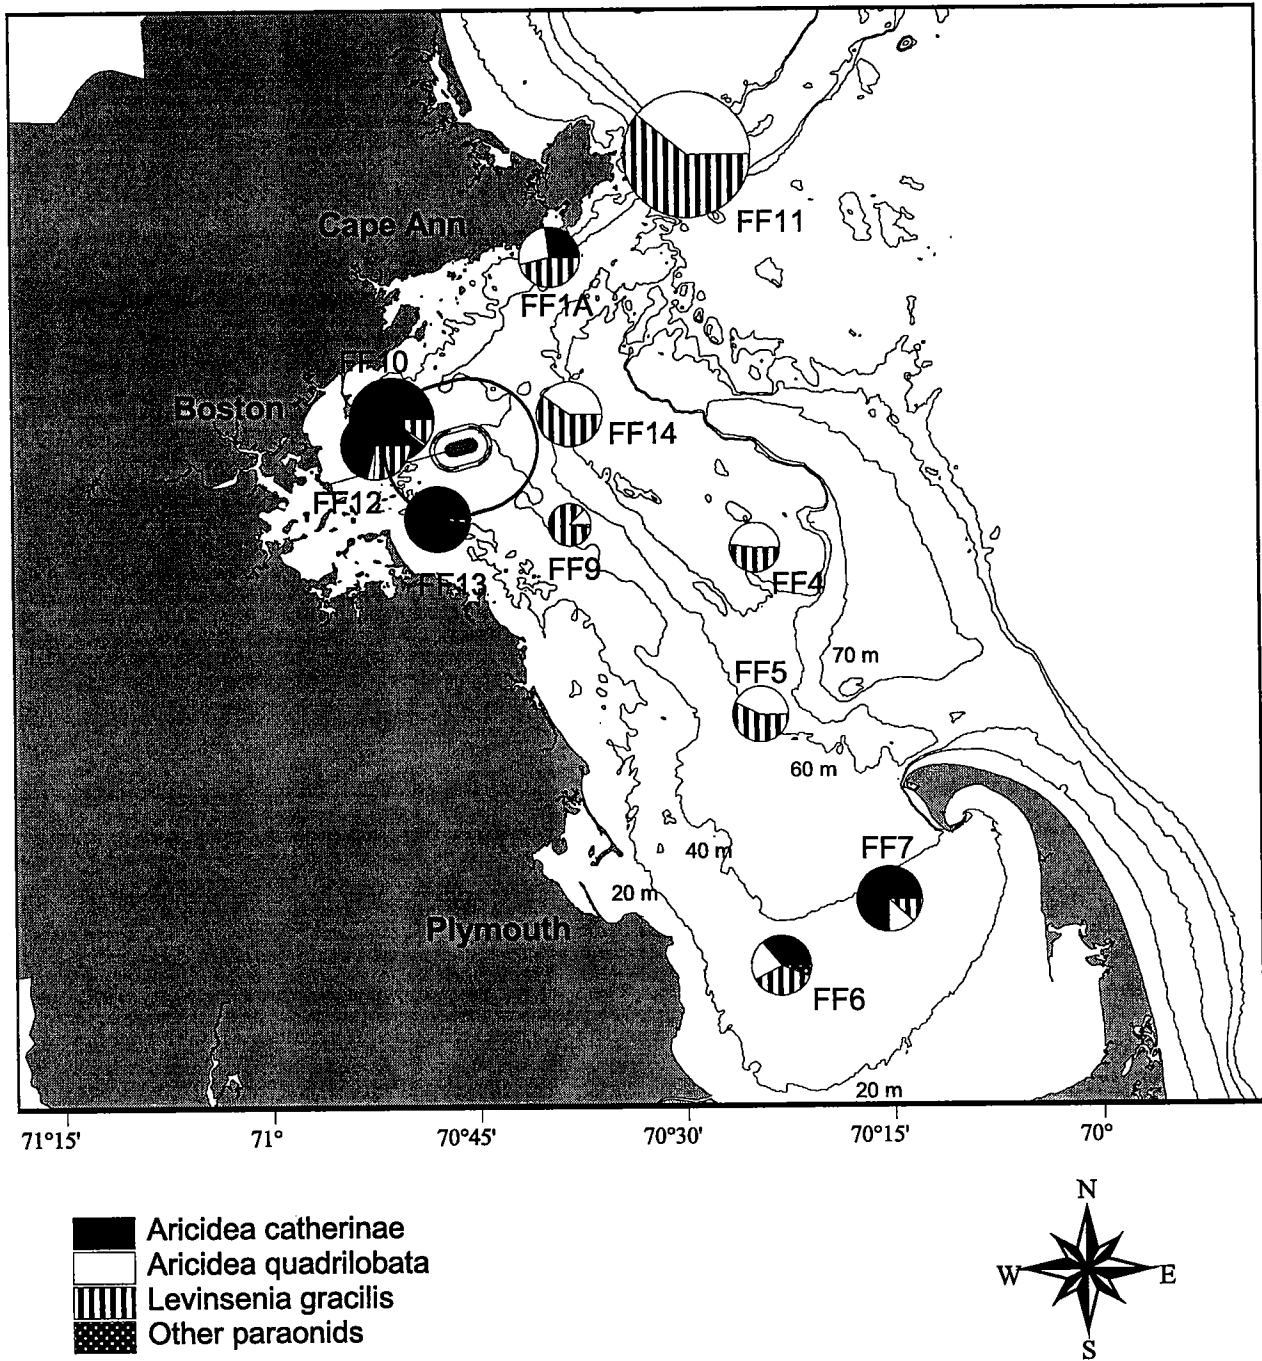 FF11
Cape Ann
FF1A
FF10
Boston
FF14
FF12
FF9
FF4
FF13
70 m
FF5
60 m
40 m
FF7
20 m
Plymouth
FF6
20 m
71°15' 71° 70°45' 70°30' 70°15' 70°
N
Aricidea catherinae
Aricidea quadrilobata
W E
Levinsenia gracilis
Other paraonids
S